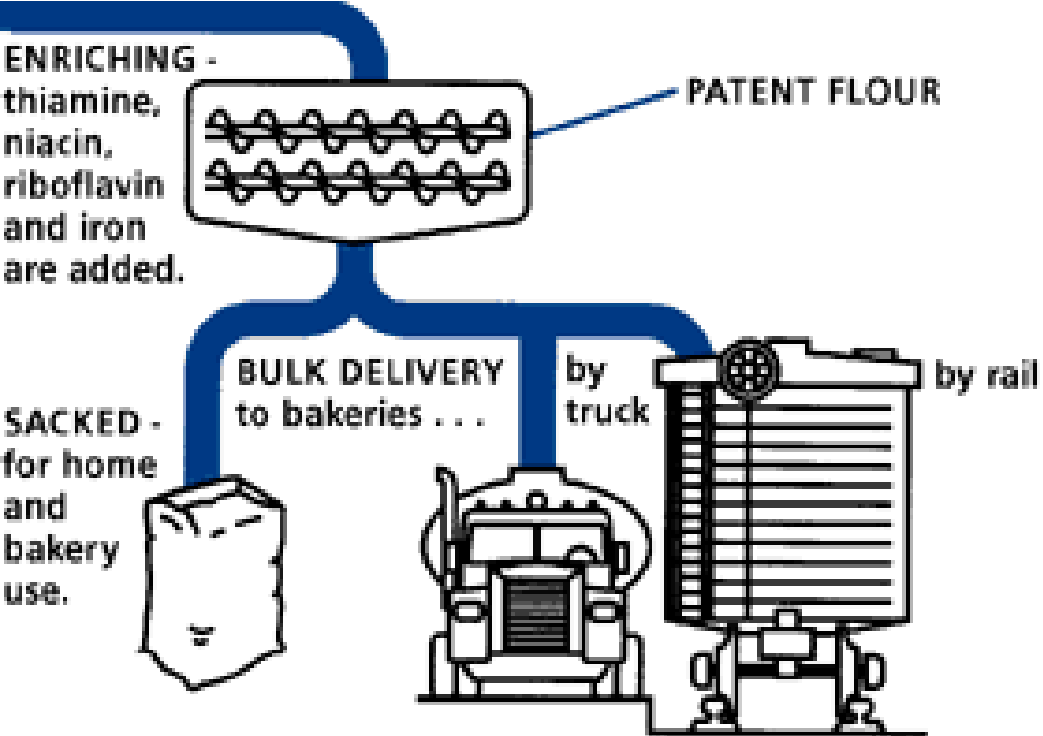 ENRICHING -
thiamine,
niacin,
riboflavin
and iron
are added.
PATENT FLOUR
BULK DELIVERY
to bakeries . . .
by
truck
by rail
SACKED -
for home
and
bakery
use.